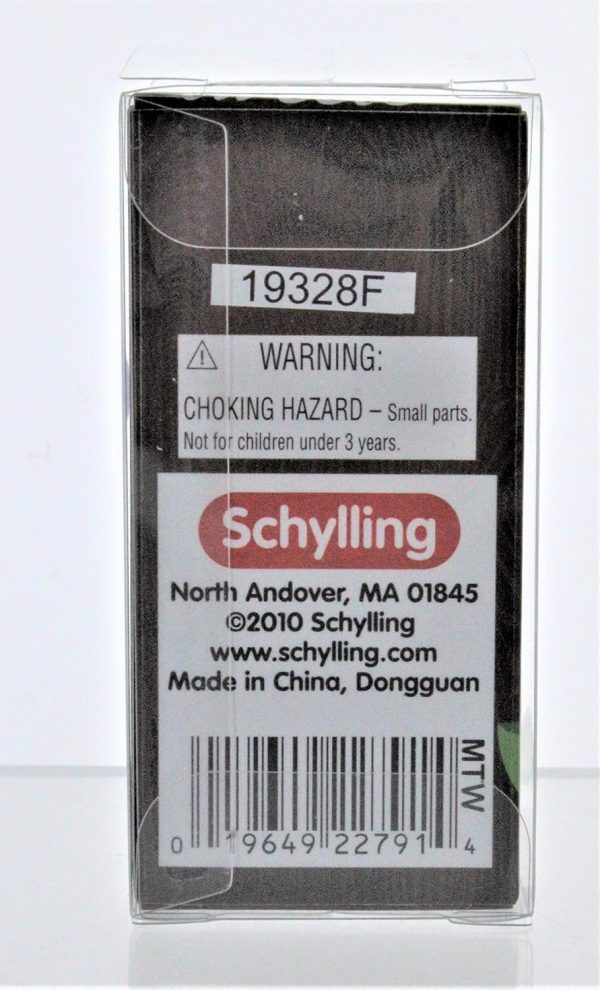 19328F
WARNING:
CHOKING HAZARD – Small parts.
Not for children under 3 years.
Schylling
North Andover, MA 01845
©2010 Schylling
www.schylling.com
Made in China, Dongguan
MTW
0 19649 22791 4